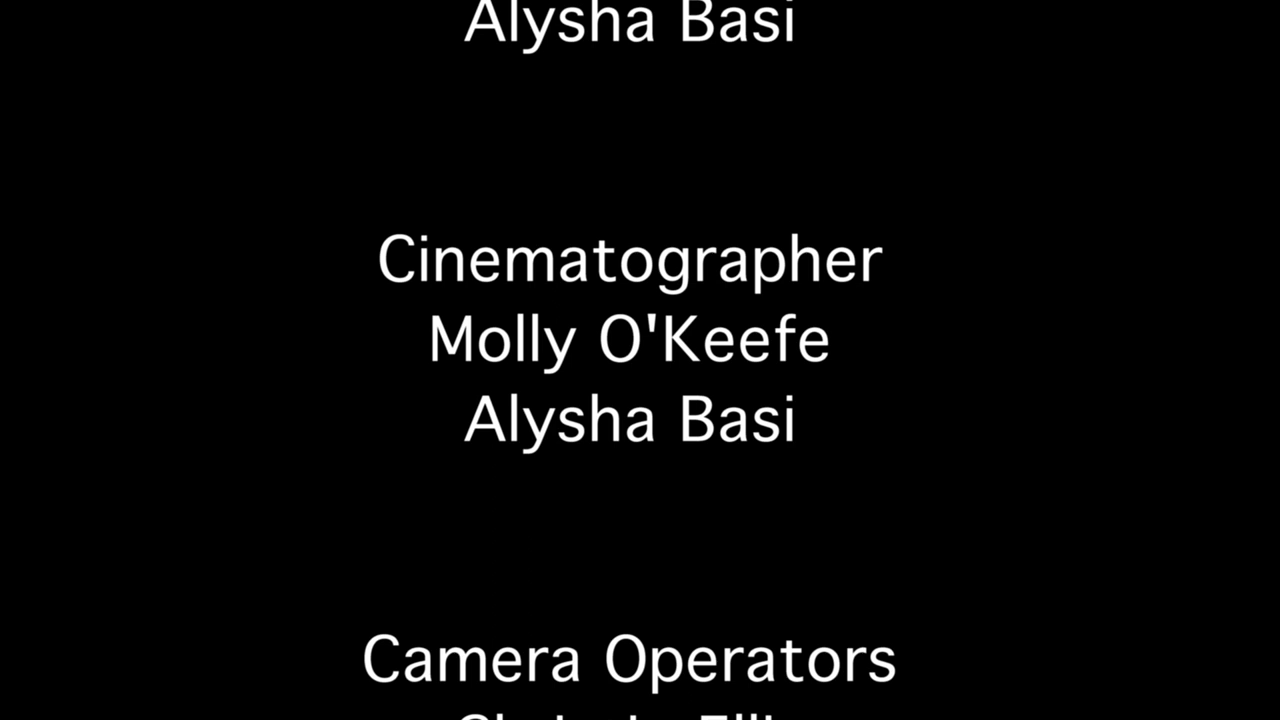 Alysha Basi
Cinematographer
Molly O'Keefe
Alysha Basi
Camera Operators